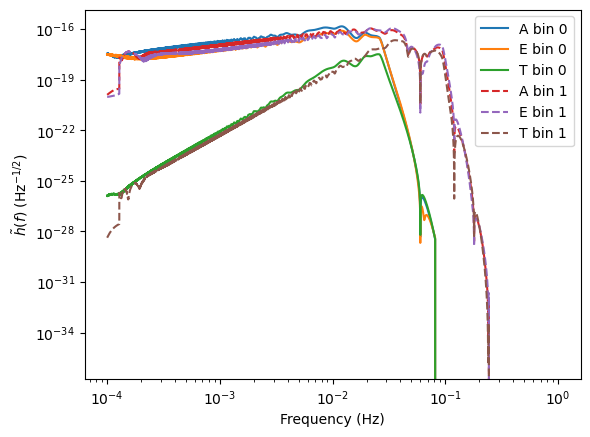 A bin 0
E bin 0
T bin 0
A bin 1
E bin 1
T bin 1
10⁻¹⁶
10⁻¹⁹
10⁻²²
10⁻²⁵
10⁻²⁸
10⁻³¹
10⁻³⁴
h̃(f) (Hz⁻¹/²)
10⁻⁴
10⁻³
10⁻²
10⁻¹
10⁰
Frequency (Hz)